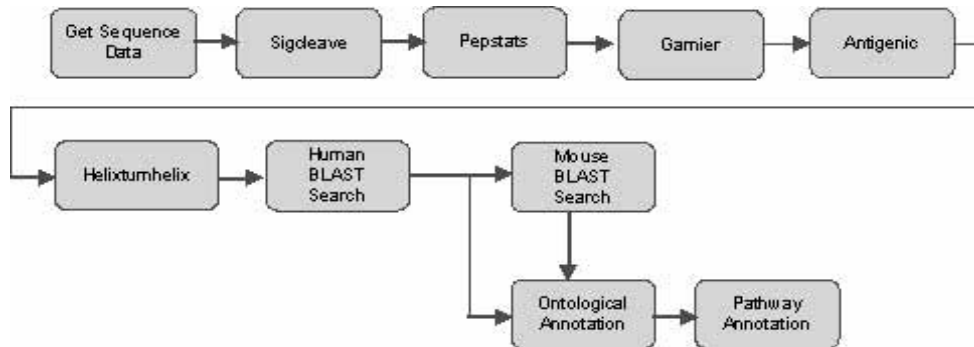 Get Sequence
Data
Sigcleave
Pepstats
Garnier
Antigenic
Helixturnhelix
Human
BLAST
Search
Mouse
BLAST
Search
Ontological
Annotation
Pathway
Annotation